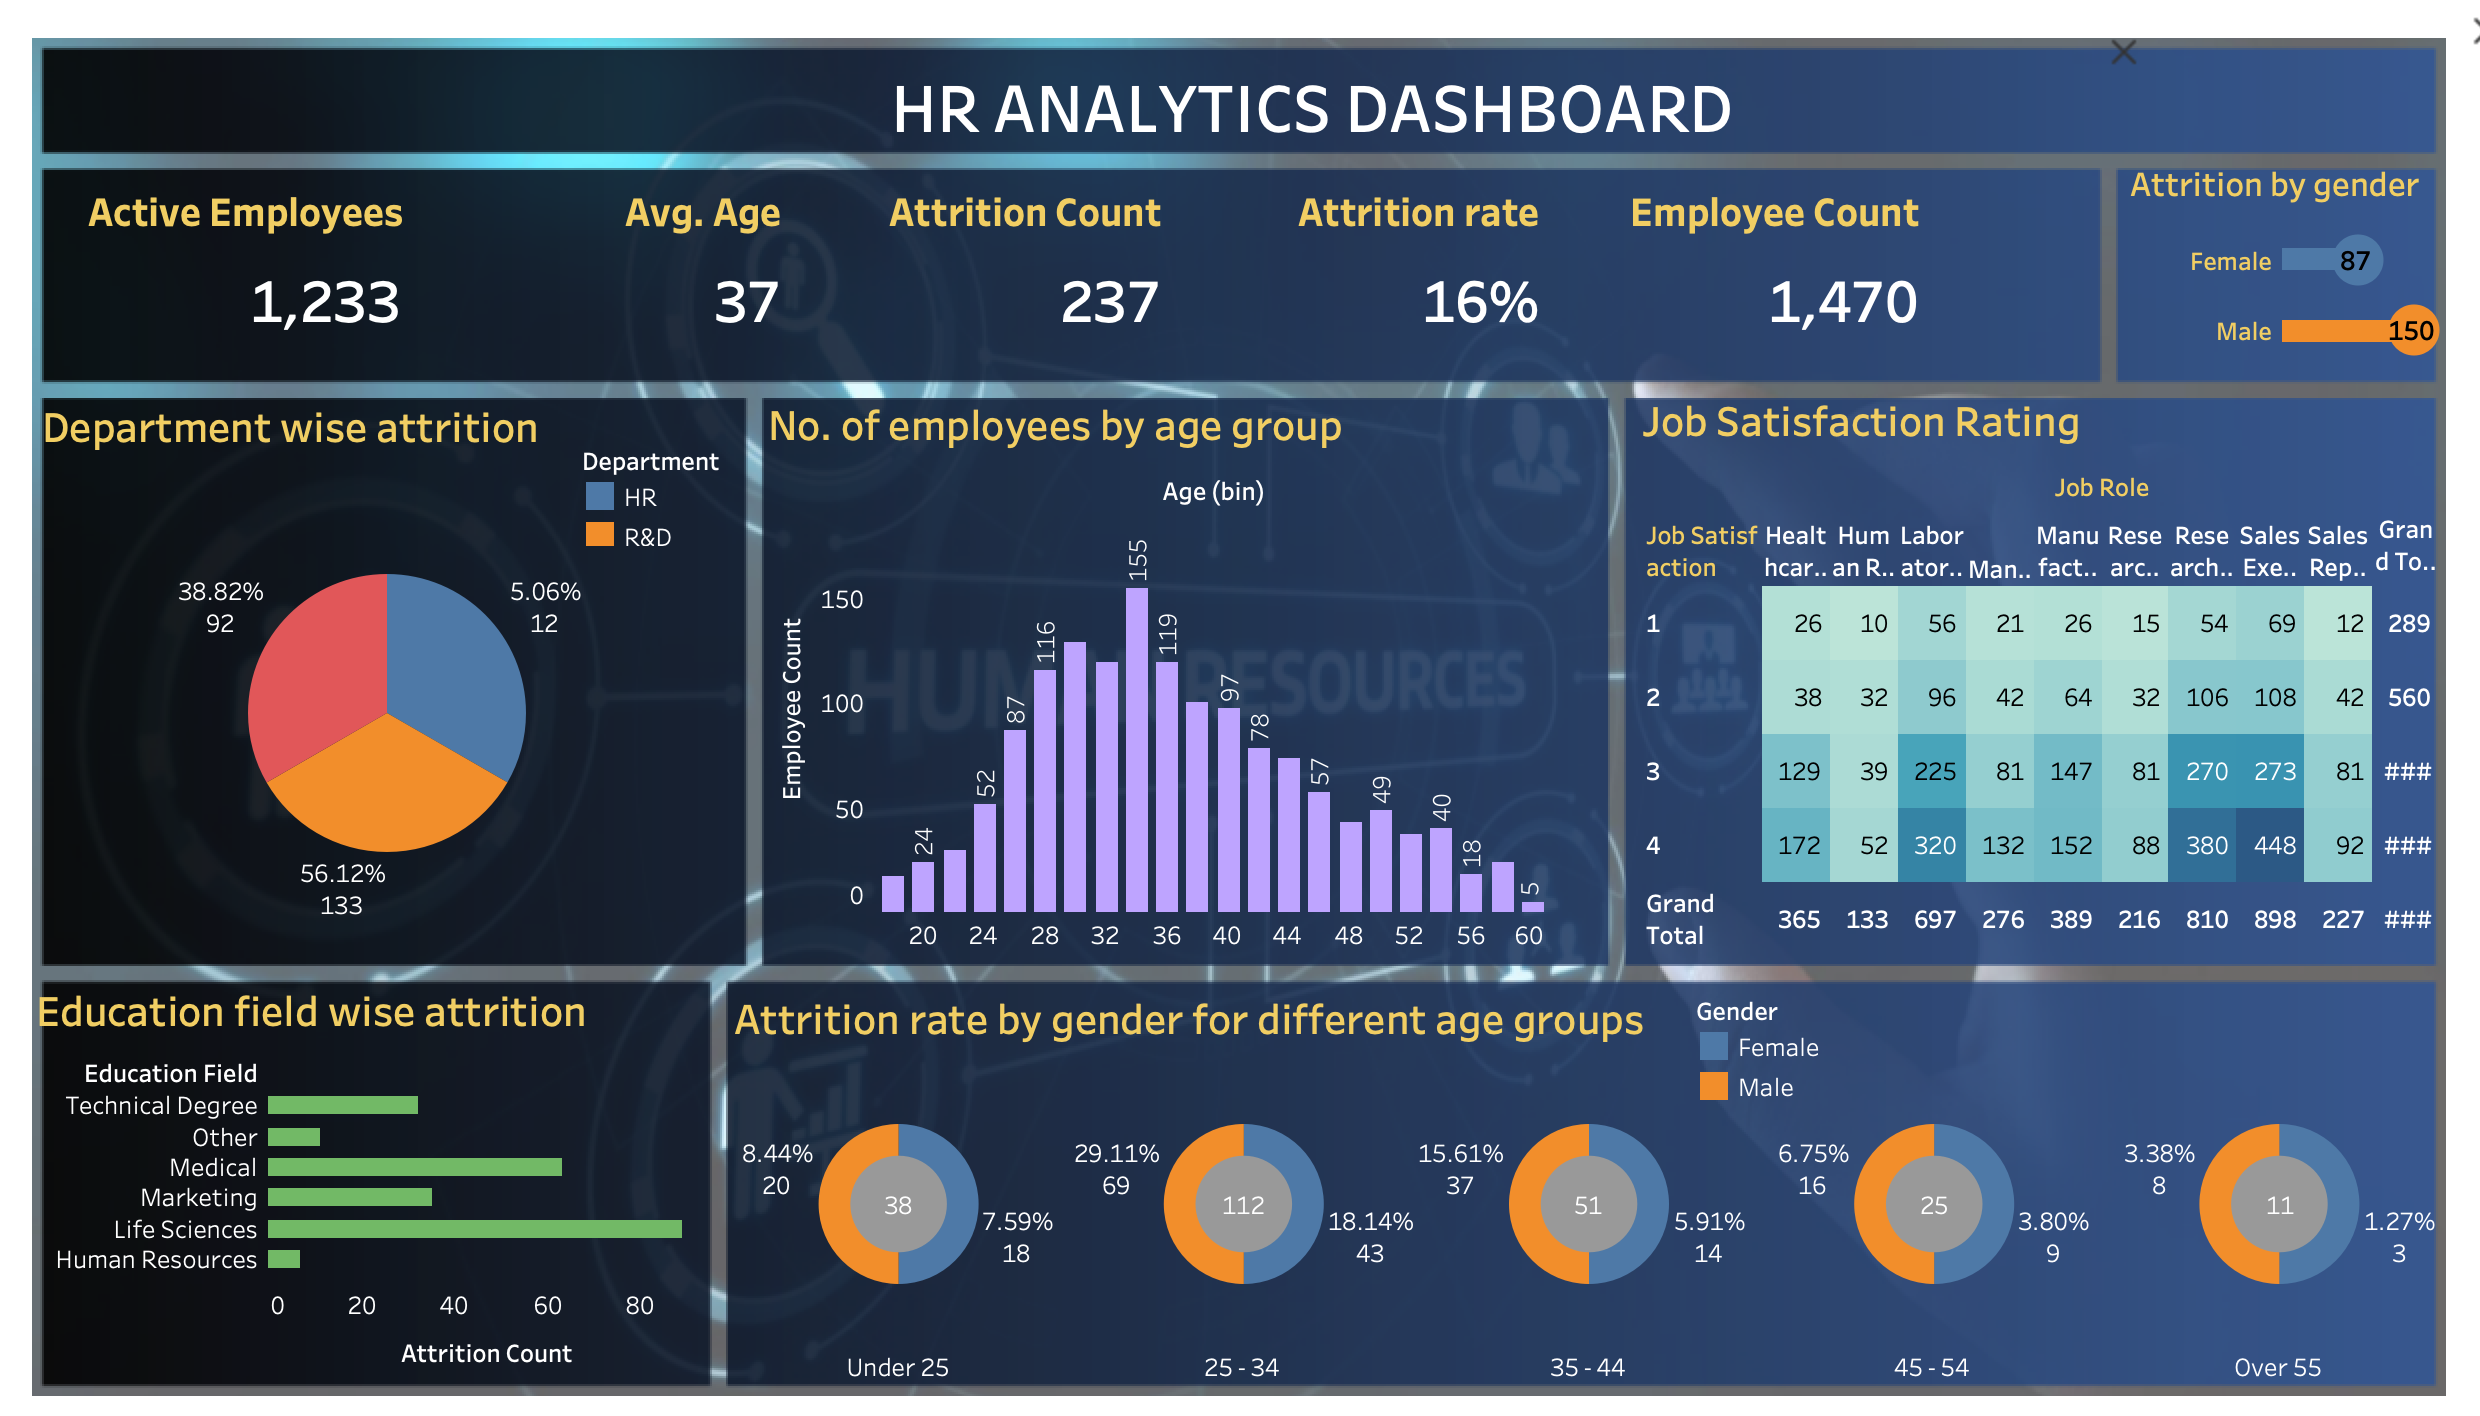 HR ANALYTICS DASHBOARD
Active Employees
1,233
Avg. Age
37
Attrition Count
237
Attrition rate
16%
Employee Count
1,470
Attrition by gender
Female 87
Male 150
Department wise attrition
Department
HR
R&D
38.82%
92
5.06%
12
56.12%
133
No. of employees by age group
Age (bin)
Employee Count
150
100
50
0
24
52
87
116
155
119
97
78
57
49
40
18
5
20 24 28 32 36 40 44 48 52 56 60
HUMAN RESOURCES
Job Satisfaction Rating
Job Role
Job Satisf
action
Healt
hcar..
Hum
an R..
Labor
ator..
Man..
Manu
fact..
Rese
arc..
Rese
arch..
Sales
Exe..
Sales
Rep..
Gran
d To..
1 26 10 56 21 26 15 54 69 12 289
2 38 32 96 42 64 32 106 108 42 560
3 129 39 225 81 147 81 270 273 81 ###
4 172 52 320 132 152 88 380 448 92 ###
Grand
Total
365 133 697 276 389 216 810 898 227 ###
Education field wise attrition
Education Field
Technical Degree
Other
Medical
Marketing
Life Sciences
Human Resources
0 20 40 60 80
Attrition Count
Attrition rate by gender for different age groups
Gender
Female
Male
8.44%
20
38
7.59%
18
Under 25
29.11%
69
112
18.14%
43
25 - 34
15.61%
37
51
5.91%
14
35 - 44
6.75%
16
25
3.80%
9
45 - 54
3.38%
8
11
1.27%
3
Over 55